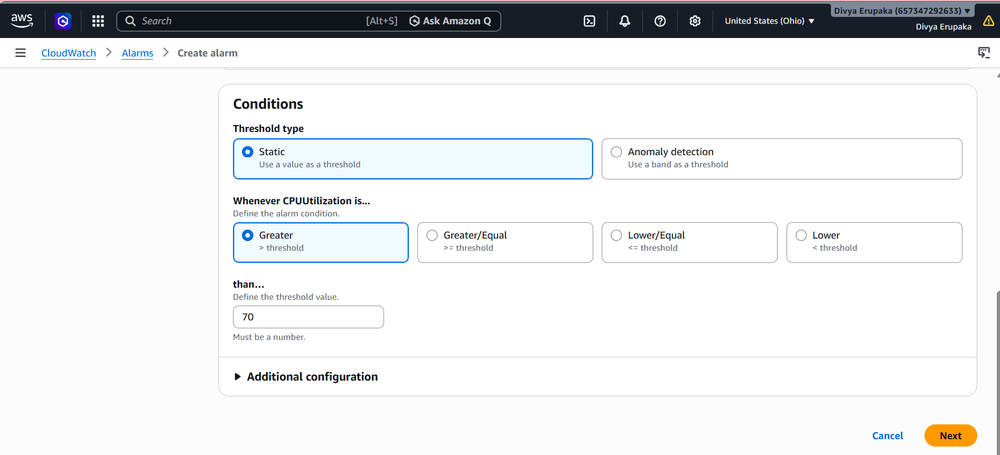 aws
Search [Alt+S] Ask Amazon Q
United States (Ohio) ▼
Divya Erupaka (657347292633) ▼
Divya Erupaka
CloudWatch > Alarms > Create alarm
Conditions
Threshold type
Static
Use a value as a threshold
Anomaly detection
Use a band as a threshold
Whenever CPUUtilization is...
Define the alarm condition.
Greater
> threshold
Greater/Equal
>= threshold
Lower/Equal
<= threshold
Lower
< threshold
than...
Define the threshold value.
70
Must be a number.
Additional configuration
Cancel
Next